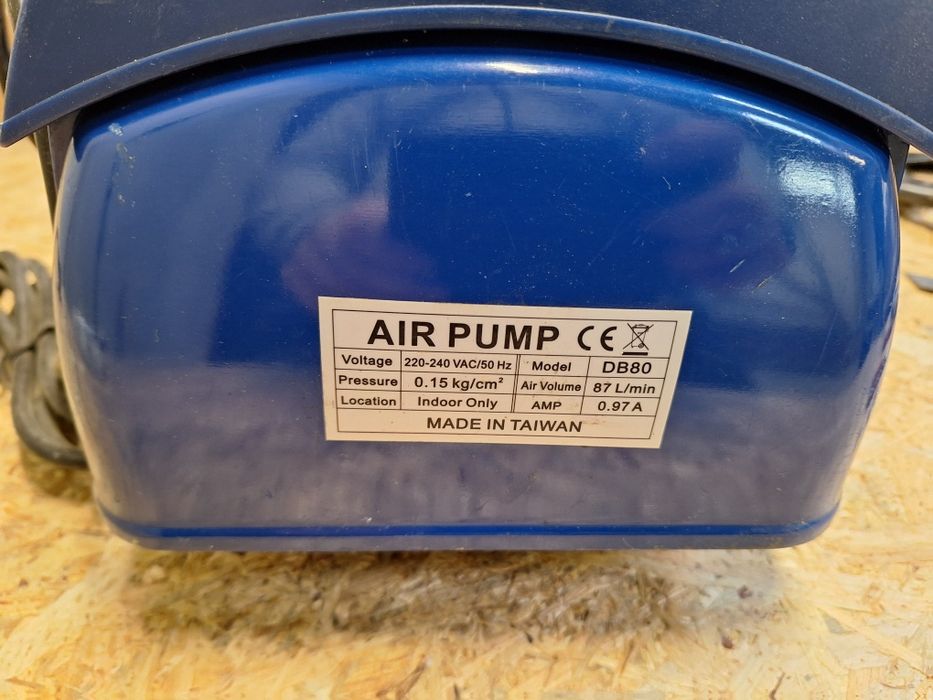 AIR PUMP CE
Voltage 220-240 VAC/50 Hz Model DB80
Pressure 0.15 kg/cm² Air Volume 87 L/min
Location Indoor Only AMP 0.97 A
MADE IN TAIWAN